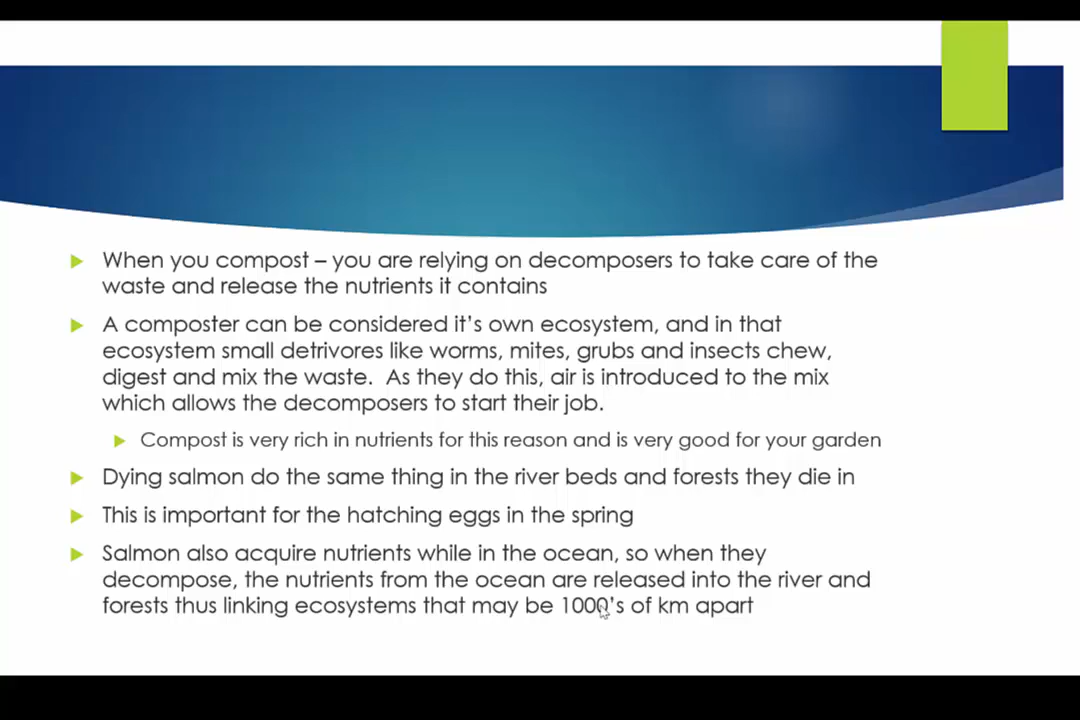 When you compost – you are relying on decomposers to take care of the
waste and release the nutrients it contains
A composter can be considered it's own ecosystem, and in that
ecosystem small detrivores like worms, mites, grubs and insects chew,
digest and mix the waste.  As they do this, air is introduced to the mix
which allows the decomposers to start their job.
Compost is very rich in nutrients for this reason and is very good for your garden
Dying salmon do the same thing in the river beds and forests they die in
This is important for the hatching eggs in the spring
Salmon also acquire nutrients while in the ocean, so when they
decompose, the nutrients from the ocean are released into the river and
forests thus linking ecosystems that may be 1000's of km apart